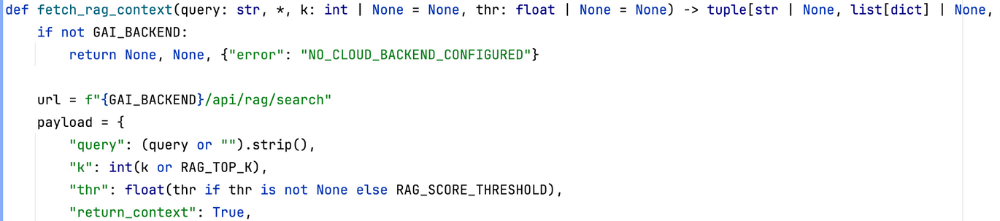 def fetch_rag_context(query: str, *, k: int | None = None, thr: float | None = None) -> tuple[str | None, list[dict] | None,
    if not GAI_BACKEND:
        return None, None, {"error": "NO_CLOUD_BACKEND_CONFIGURED"}
    url = f"{GAI_BACKEND}/api/rag/search"
    payload = {
        "query": (query or "").strip(),
        "k": int(k or RAG_TOP_K),
        "thr": float(thr if thr is not None else RAG_SCORE_THRESHOLD),
        "return_context": True,